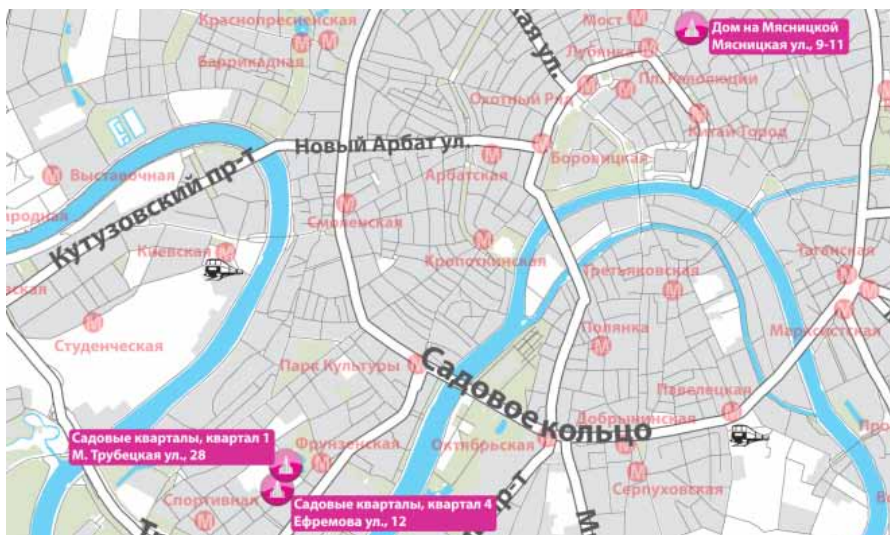 Краснопресненская
Мост
Дом на Мясницкой
Мясницкая ул., 9-11
ная ул.
Лубянка
Баррикадная
Пл. Революции
Охотный Ряд
Китай Город
Новый Арбат ул.
Боровицкая
Арбатская
Выставочная
Кутузовский пр-т
Смоленская
Киевская
Кропоткинская
Третьяковская
Таганская
Марксистская
Студенческая
Полянка
Парк Культуры
Садовое кольцо
Павелецкая
Добрынинская
Октябрьская
Фрунзенская
Серпуховская
Спортивная
Садовые кварталы, квартал 1
М. Трубецкая ул., 28
Садовые кварталы, квартал 4
Ефремова ул., 12